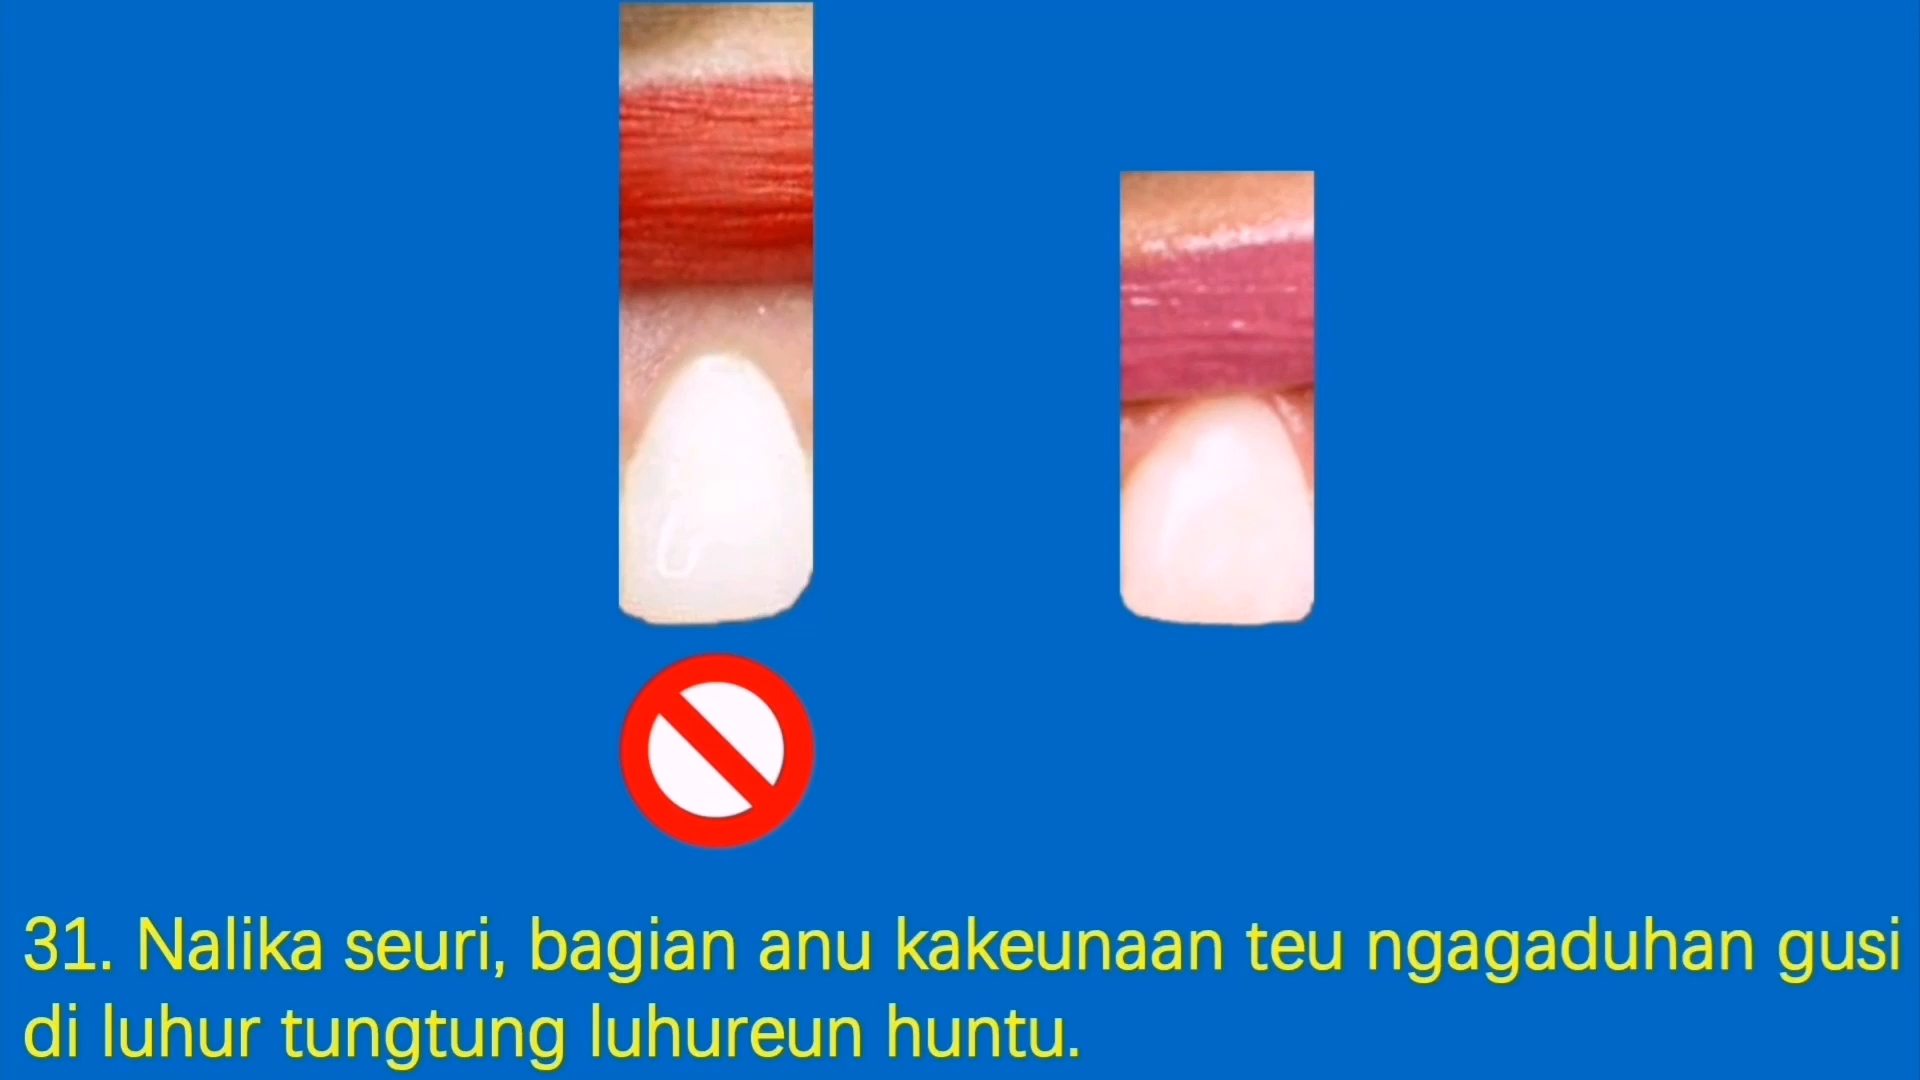 31. Nalika seuri, bagian anu kakeunaan teu ngagaduhan gusi
di luhur tungtung luhureun huntu.